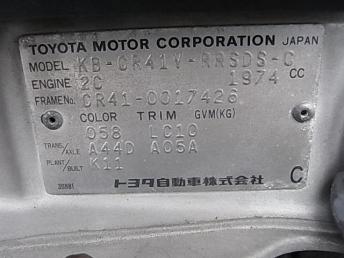 TOYOTA MOTOR CORPORATION JAPAN
MODEL KB-CR41V-RRSDS-C
ENGINE 2C 1974 CC
FRAME No. CR41-0017426
COLOR TRIM GVM(KG)
058 LC10
TRANS/AXLE A44D A05A
PLANT/BUILT K11
トヨタ自動車株式会社 C